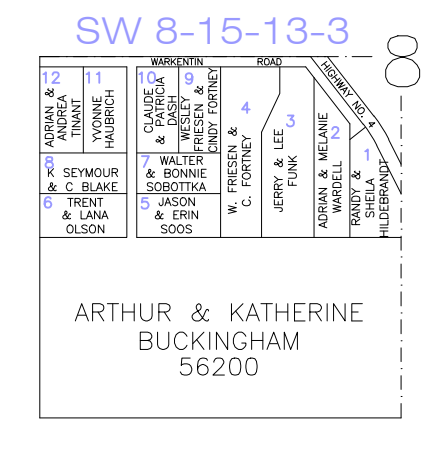 SW 8-15-13-3
8
WARKENTIN ROAD
HIGHWAY NO. 4
12
ADRIAN &
ANDREA
TINANT
11
YVONNE
HAUBRICH
10
CLAUDE
& PATRICIA
DASH
9
WESLEY
FRIESEN &
CINDY FORTNEY
4
W. FRIESEN &
C. FORTNEY
3
JERRY & LEE
FUNK
2
ADRIAN & MELANIE
WARDELL
1
RANDY &
SHEILA
HILDEBRANDT
8
K SEYMOUR
& C BLAKE
7
WALTER
& BONNIE
SOBOTTKA
6
TRENT
& LANA
OLSON
5
JASON
& ERIN
SOOS
ARTHUR & KATHERINE
BUCKINGHAM
56200